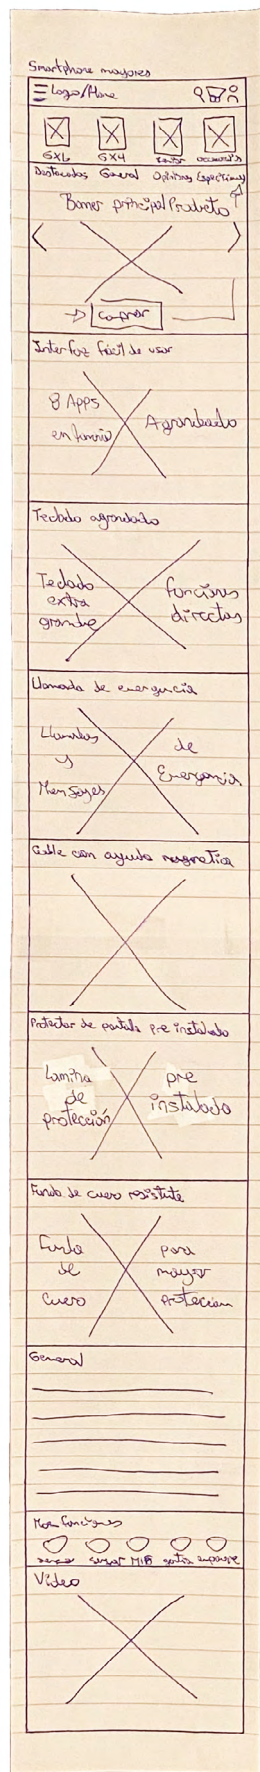 Smartphone mayores
Logo/Home
GX6 GX4 accesorios
Destacados General Opiniones Especificaciones
Banner principal Producto
Comprar
Interfaz fácil de usar
8 Apps
Agrandado
en
Teclado agrandado
Teclado
extra
grande
funciones
directas
Llamada de emergencia
Llamadas
y
Mensajes
de
Emergencia
Cable con ayuda magnetica
Protector de pantalla pre instalado
Lamina
de
protección
pre
instalado
Funda de cuero resistente
Funda
de
cuero
para
mayor
protección
General
Mas funciones
Video